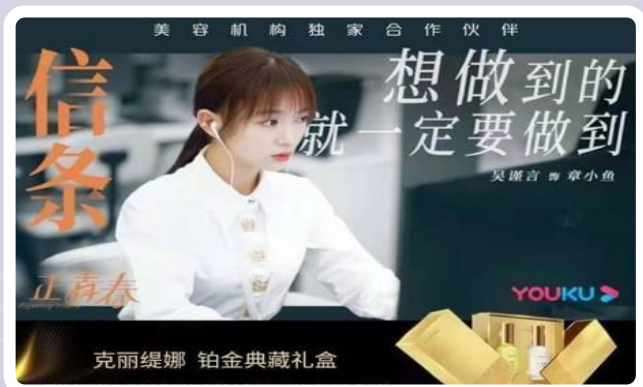 美容机构独家合作伙伴
信条
想做到的
就一定要做到
吴谨言 饰 章小鱼
正青春
YOUKU
克丽缇娜 铂金典藏礼盒